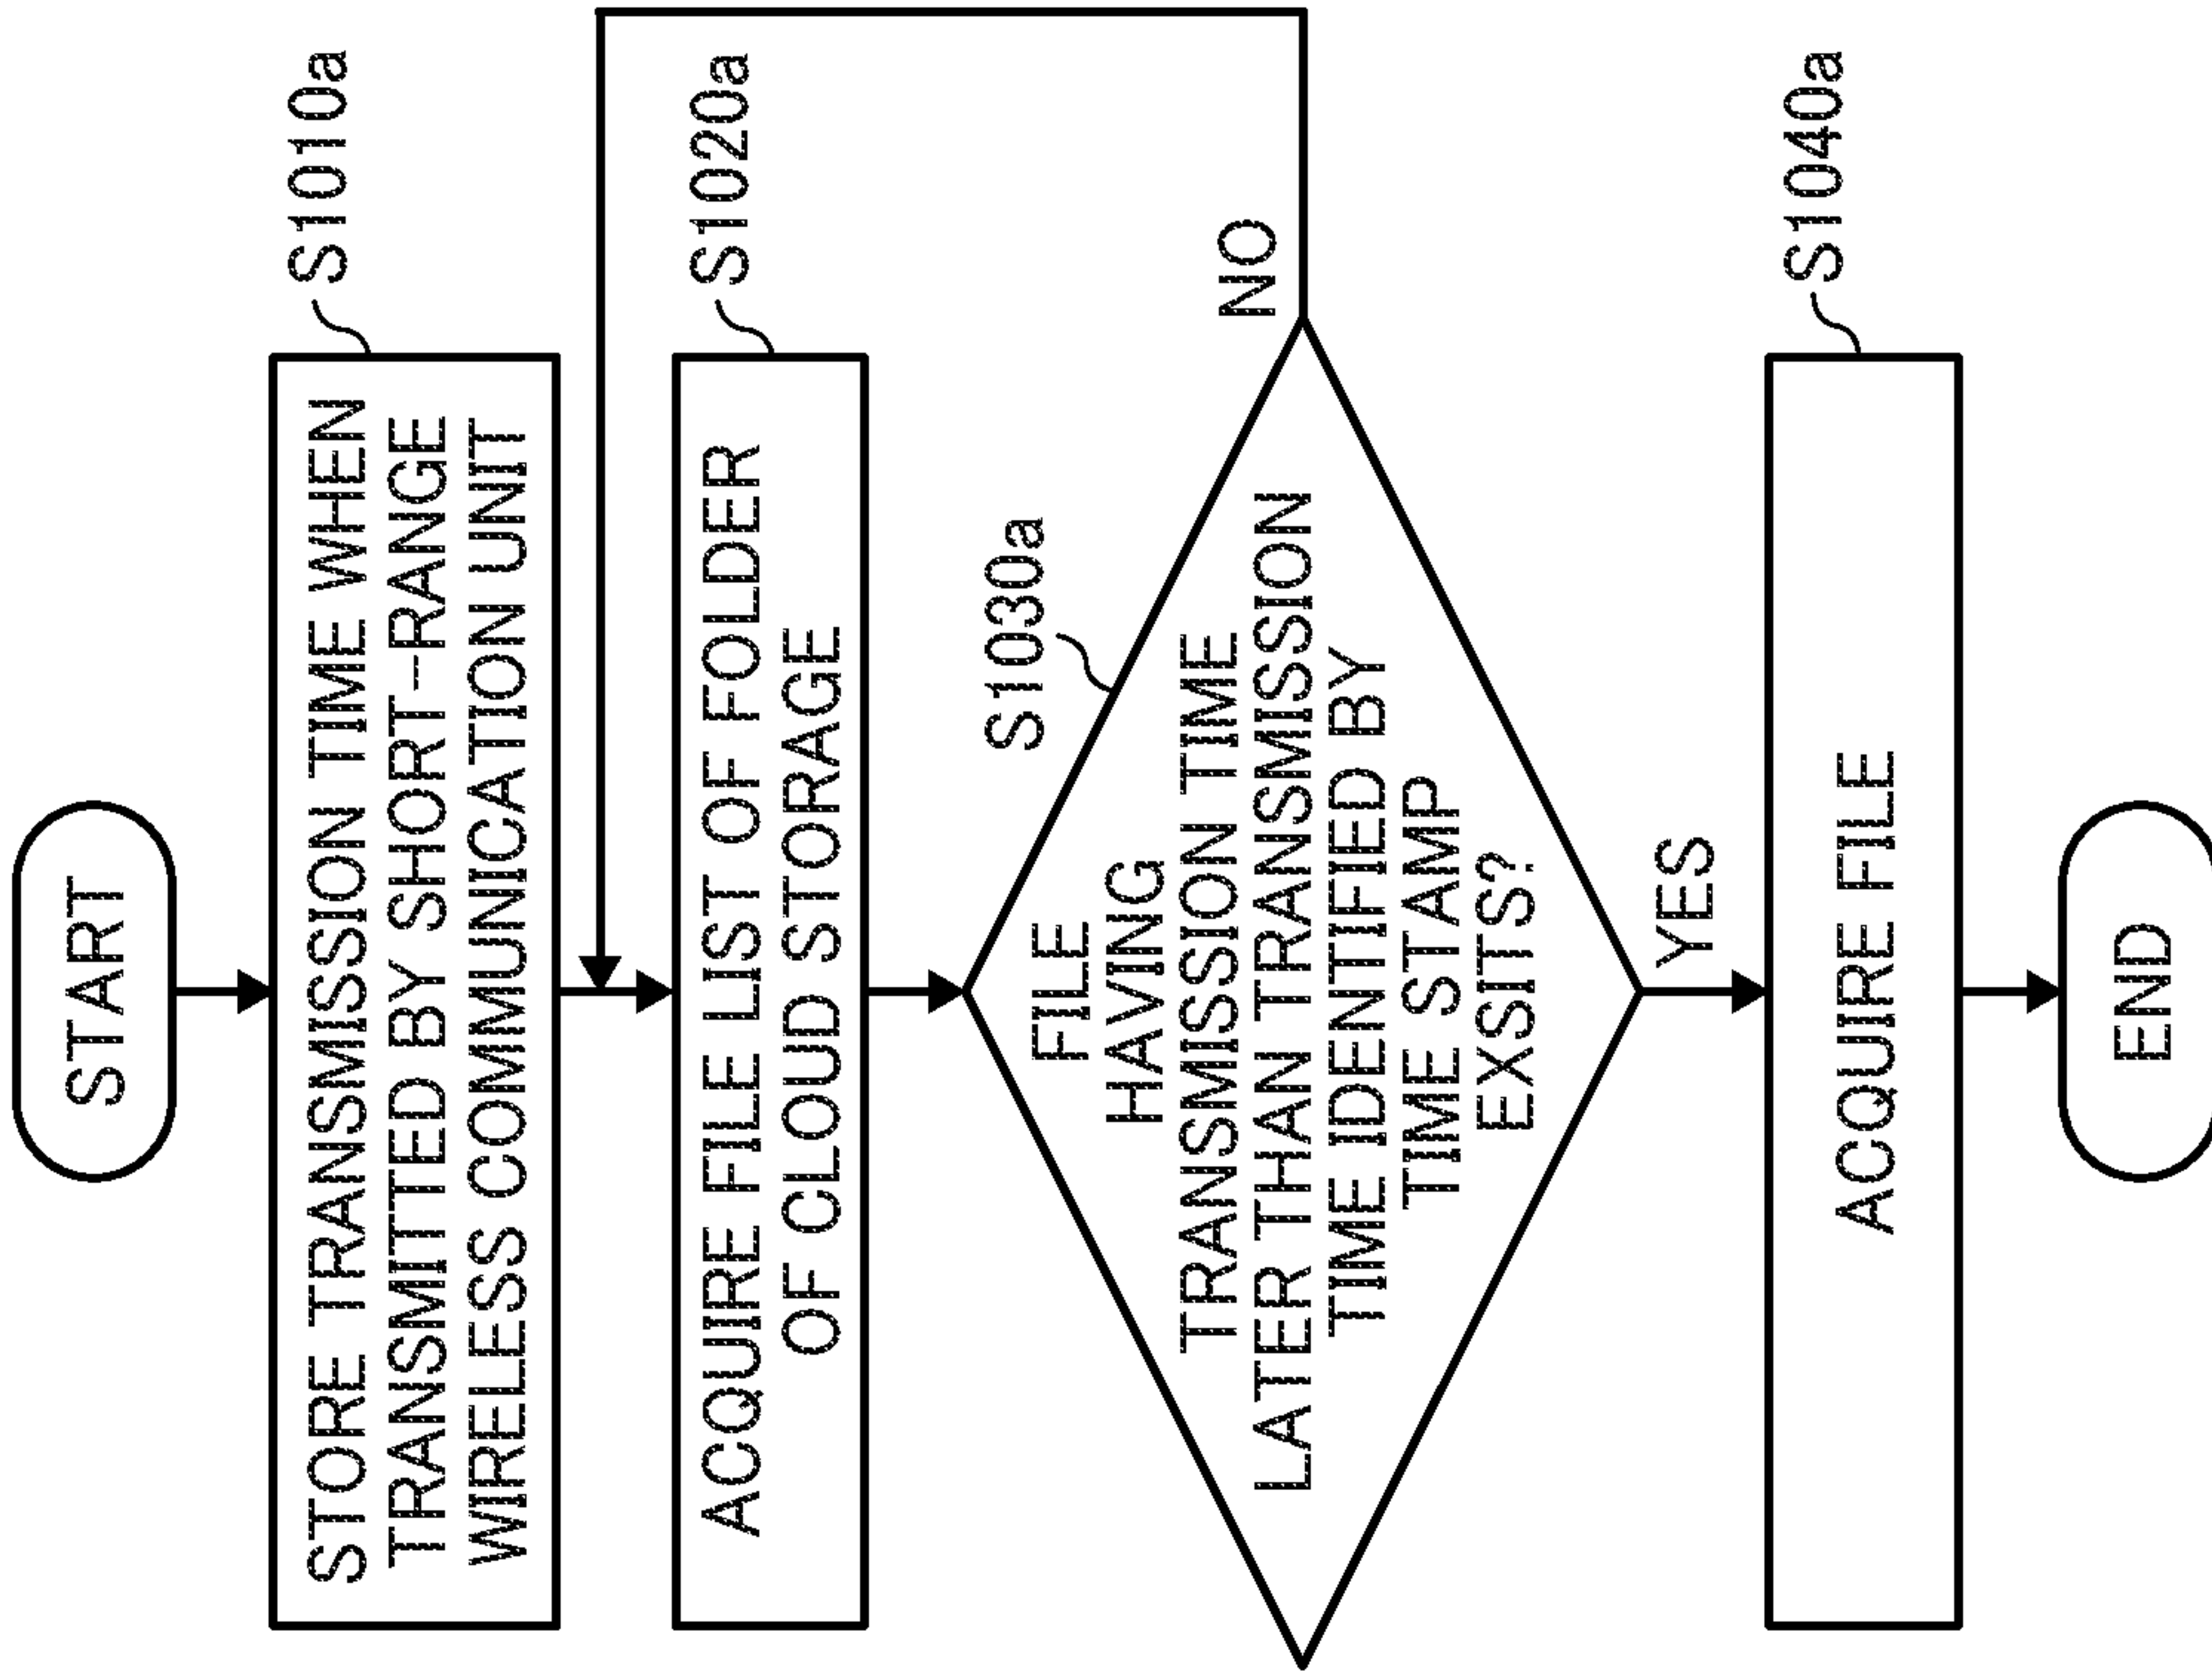 START
STORE TRANSMISSION TIME WHEN
TRANSMITTED BY SHORT-RANGE
WIRELESS COMMUNICATION UNIT
S1010a
ACQUIRE FILE LIST OF FOLDER
OF CLOUD STORAGE
S1020a
S1030a
FILE
HAVING
TRANSMISSION TIME
LATER THAN TRANSMISSION
TIME IDENTIFIED BY
TIME STAMP
EXSITS?
NO
YES
ACQUIRE FILE
S1040a
END